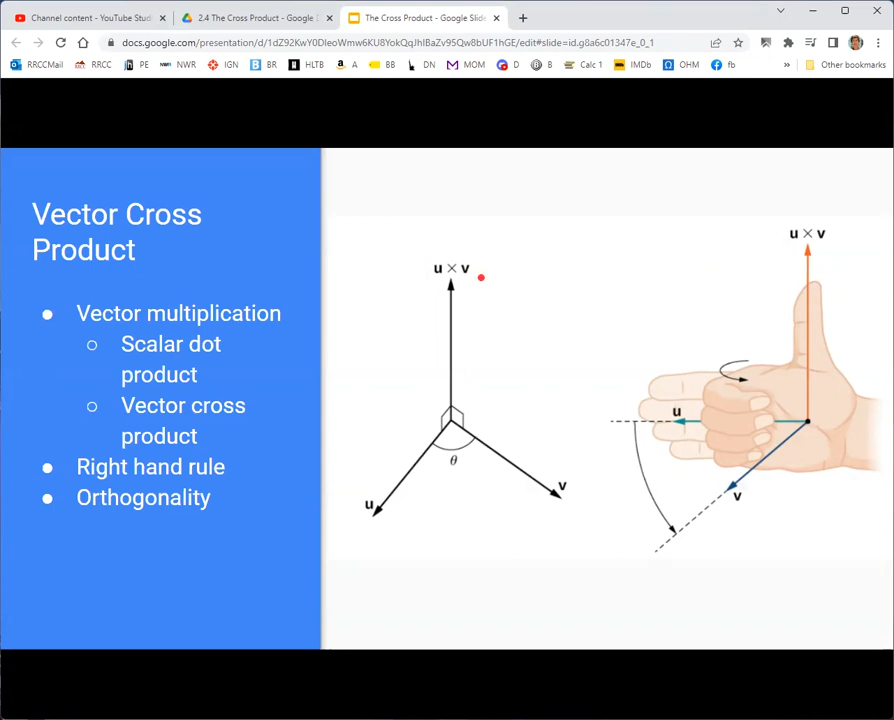 Channel content - YouTube Stud
2.4 The Cross Product - Google D
The Cross Product - Google Slide
docs.google.com/presentation/d/1dZ92KwY0DleoWmw6KU8YokQqJhIBaZv95Qw8bUF1hGE/edit#slide=id.g8a6c01347e_0_1
RRCCMail RRCC PE NWR IGN BR HLTB A BB DN MOM D B Calc 1 IMDb OHM fb » Other bookmarks
Vector Cross
Product
● Vector multiplication
○ Scalar dot
product
○ Vector cross
product
● Right hand rule
● Orthogonality
u × v
θ
u
v
u × v
u
v